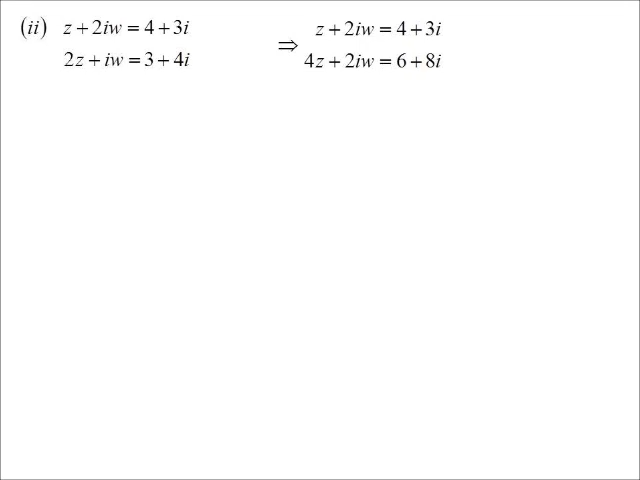 (ii) z + 2iw = 4 + 3i ⇒ z + 2iw = 4 + 3i
2z + iw = 3 + 4i 4z + 2iw = 6 + 8i